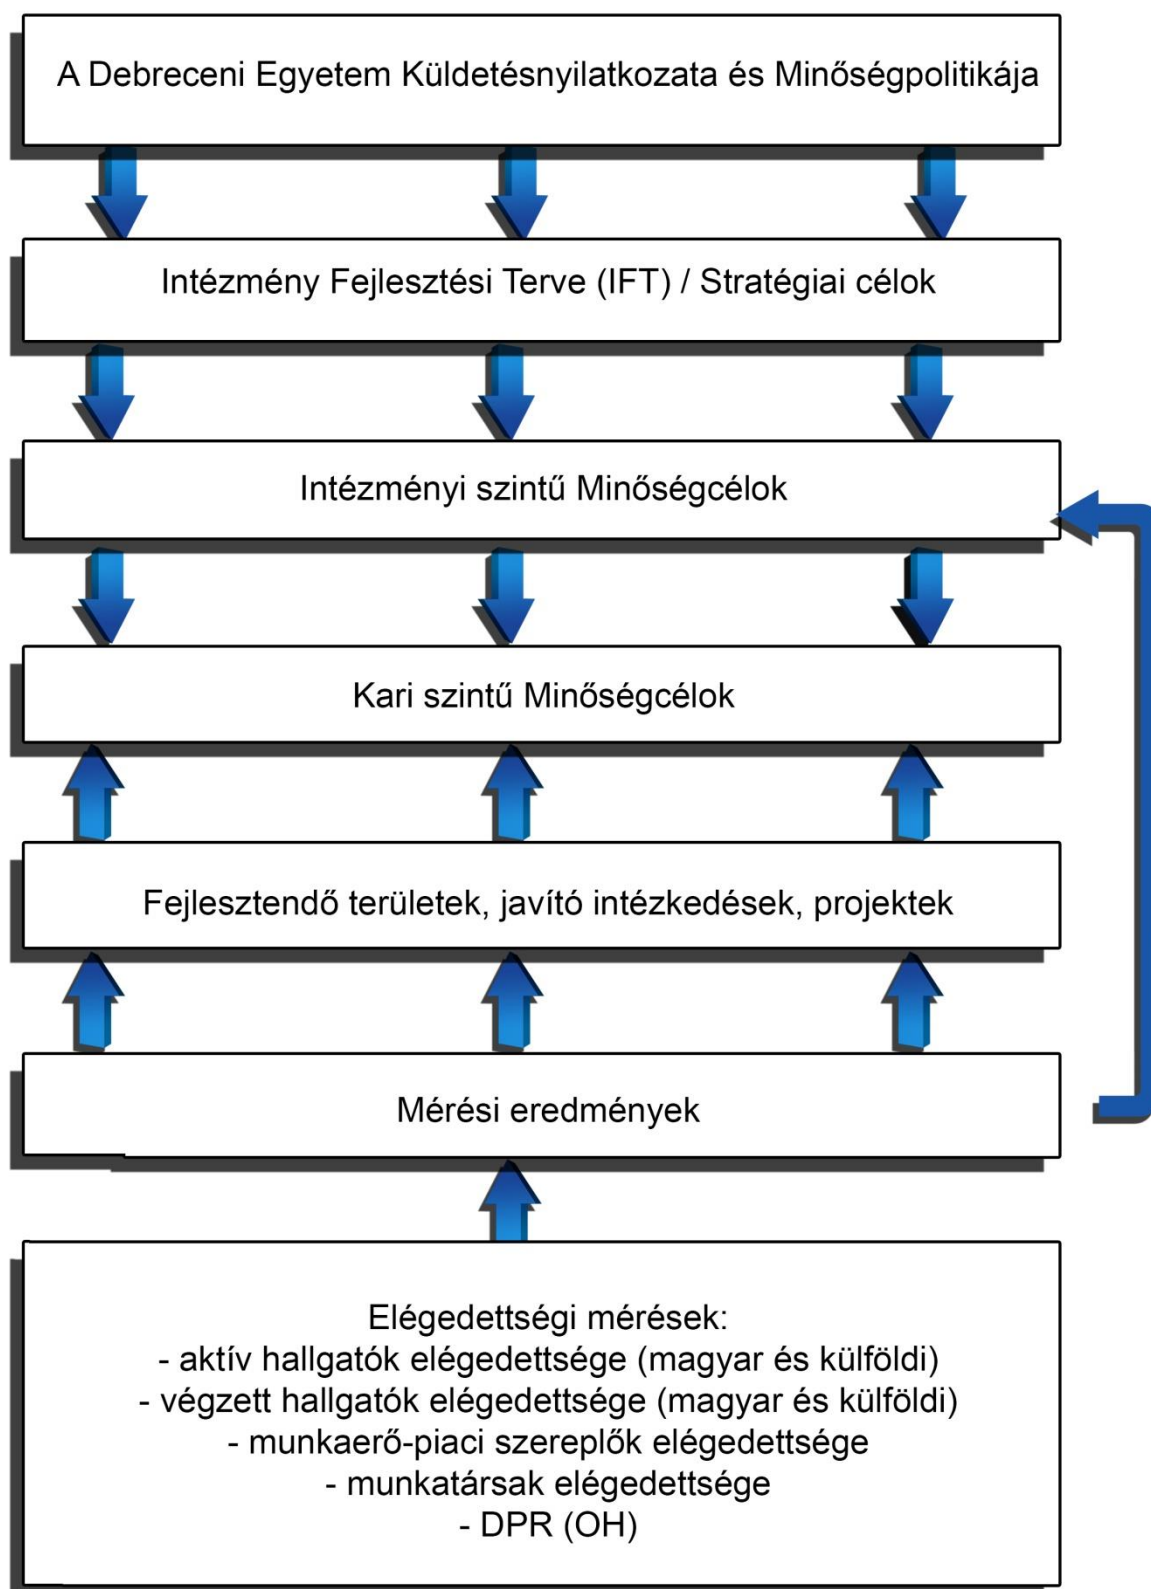 A Debreceni Egyetem Küldetésnyilatkozata és Minőségpolitikája
Intézmény Fejlesztési Terve (IFT) / Stratégiai célok
Intézményi szintű Minőségcélok
Kari szintű Minőségcélok
Fejlesztendő területek, javító intézkedések, projektek
Mérési eredmények
Elégedettségi mérések:
- aktív hallgatók elégedettsége (magyar és külföldi)
- végzett hallgatók elégedettsége (magyar és külföldi)
- munkaerő-piaci szereplők elégedettsége
- munkatársak elégedettsége
- DPR (OH)